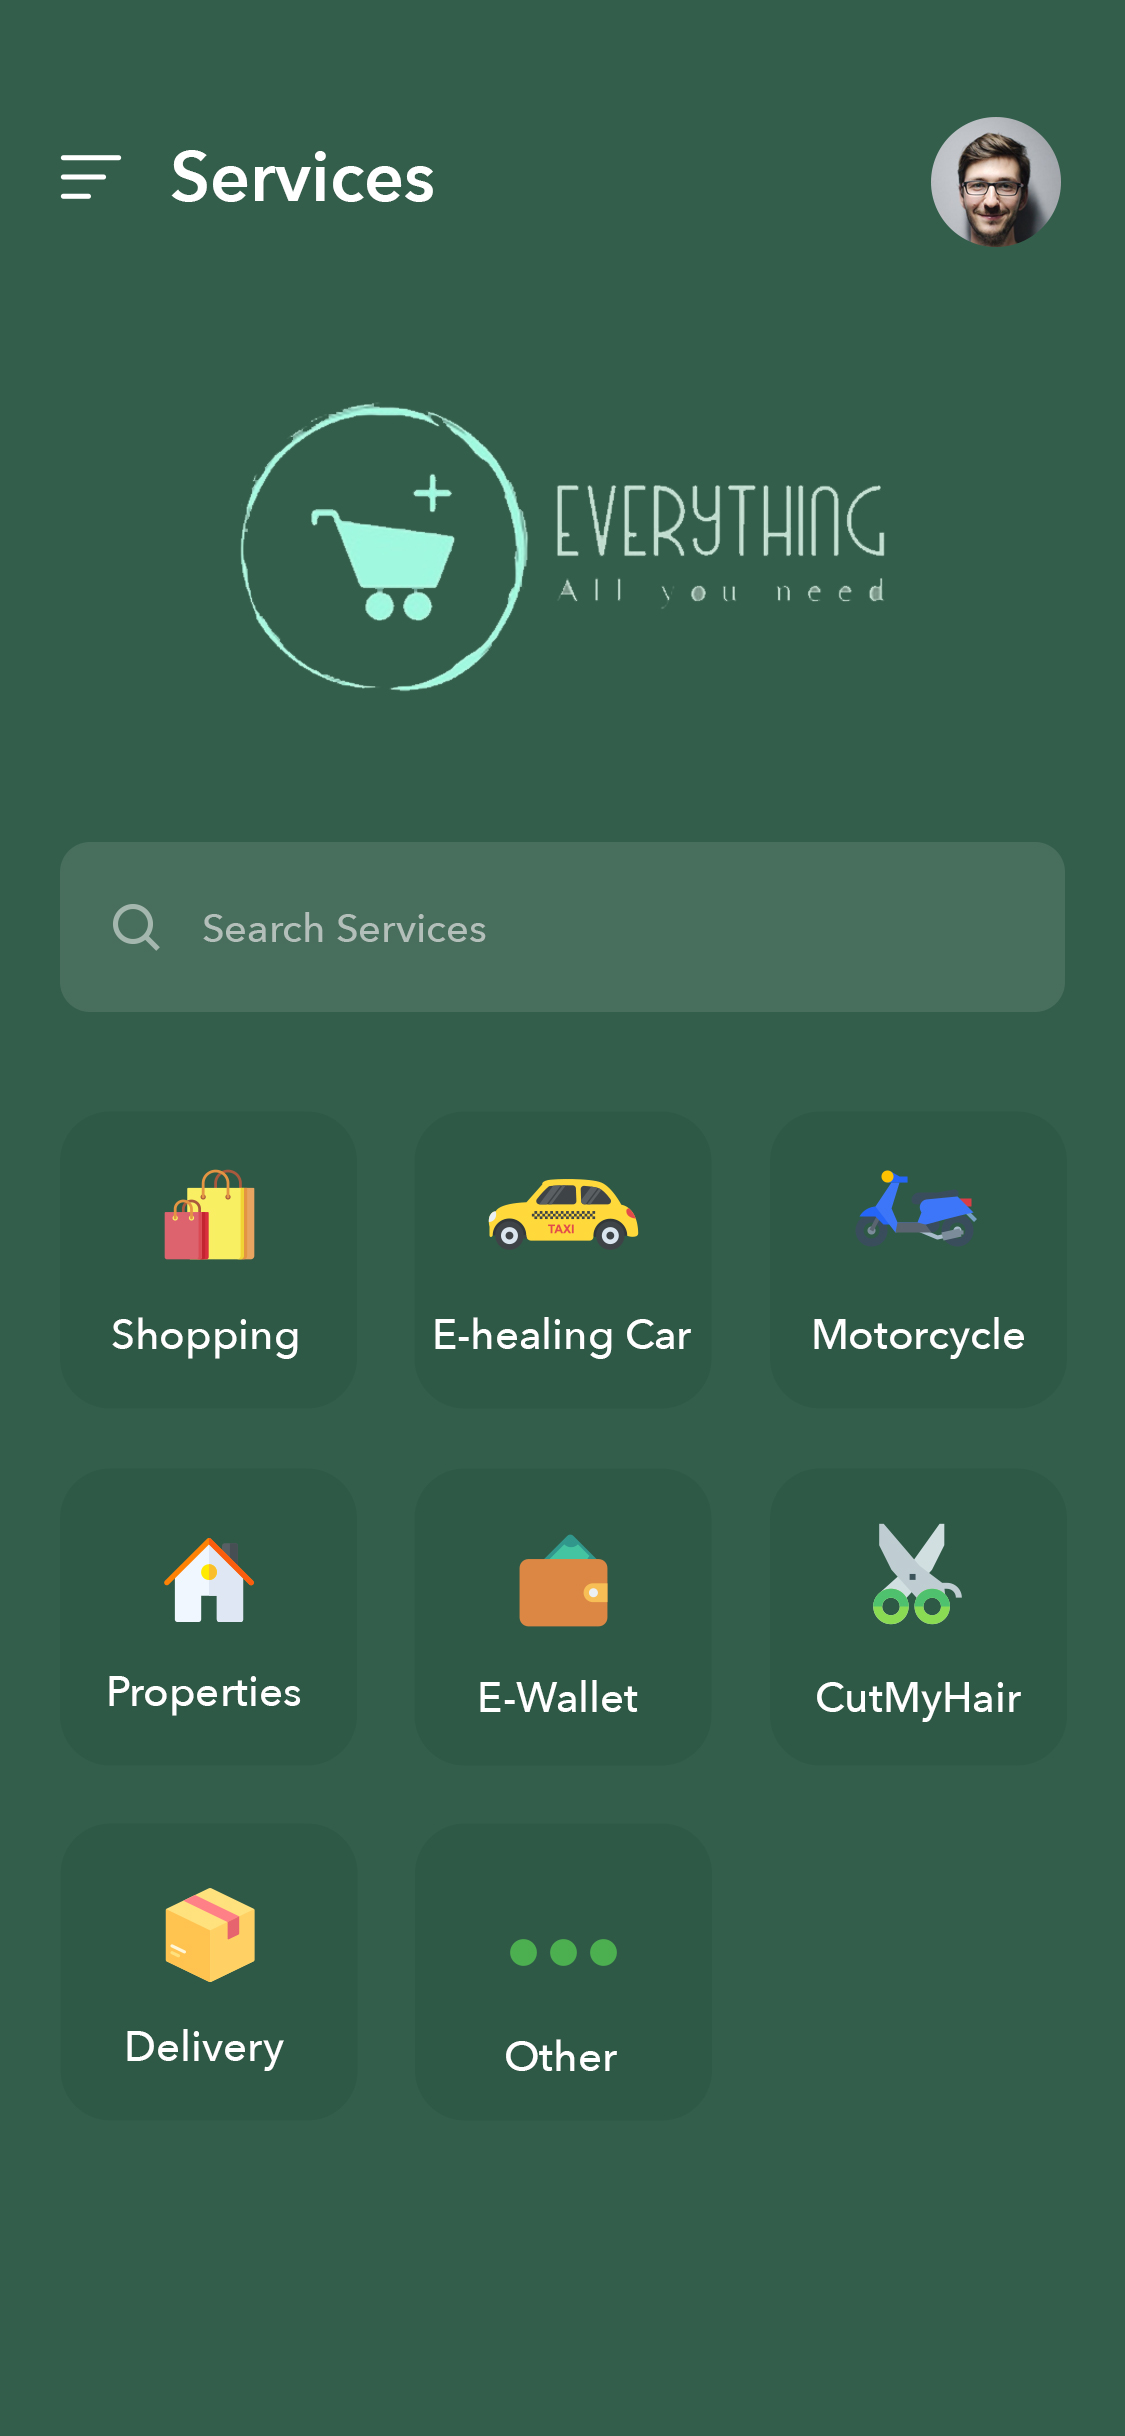 Services
EVERYTHING
All you need
Search Services
TAXI
Shopping
E-healing Car
Motorcycle
Properties
E-Wallet
CutMyHair
Delivery
Other